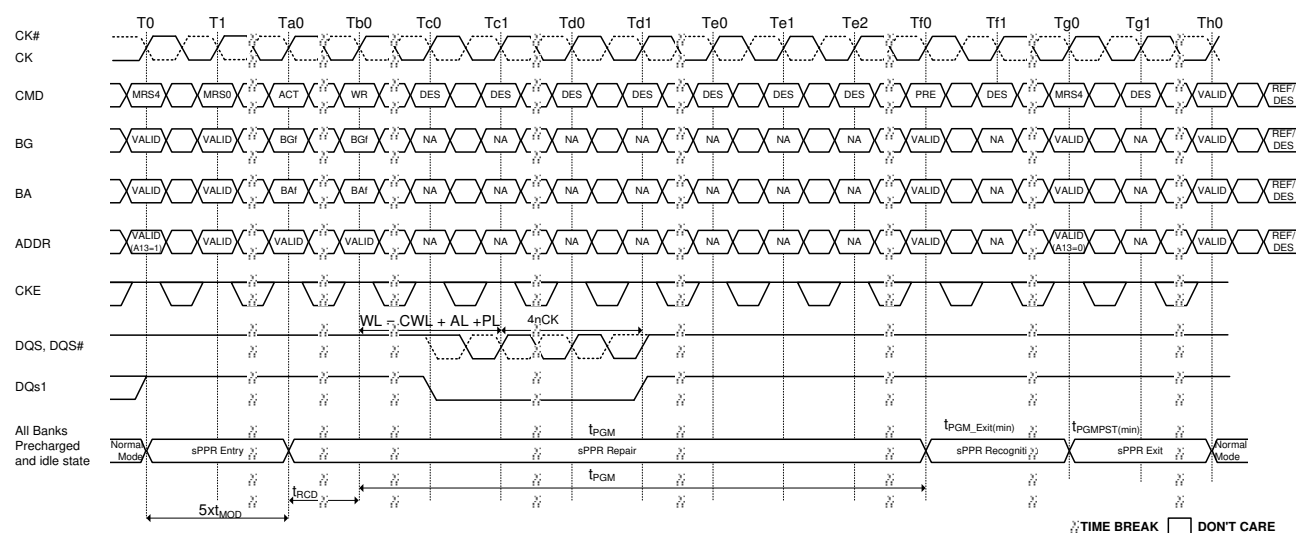 T0 T1 Ta0 Tb0 Tc0 Tc1 Td0 Td1 Te0 Te1 Te2 Tf0 Tf1 Tg0 Tg1 Th0
CK#
CK
CMD MRS4 MRS0 ACT WR DES DES DES DES DES DES DES PRE DES MRS4 DES VALID REF/ DES
BG VALID VALID BGf BGf NA NA NA NA NA NA NA VALID NA VALID NA VALID REF/ DES
BA VALID VALID BAf BAf NA NA NA NA NA NA NA VALID NA VALID NA VALID REF/ DES
ADDR VALID (A13=1) VALID VALID VALID NA NA NA NA NA NA NA VALID NA VALID (A13=0) NA VALID REF/ DES
CKE
WL – CWL + AL +PL 4nCK
DQS, DQS#
DQs1
All Banks
Precharged
and idle state
tPGM tPGM_Exit(min) tPGMPST(min)
Normal Mode sPPR Entry sPPR Repair sPPR Recogniti Normal Mode
sPPR Exit
tRCD tPGM
5xtMOD
TIME BREAK DON'T CARE